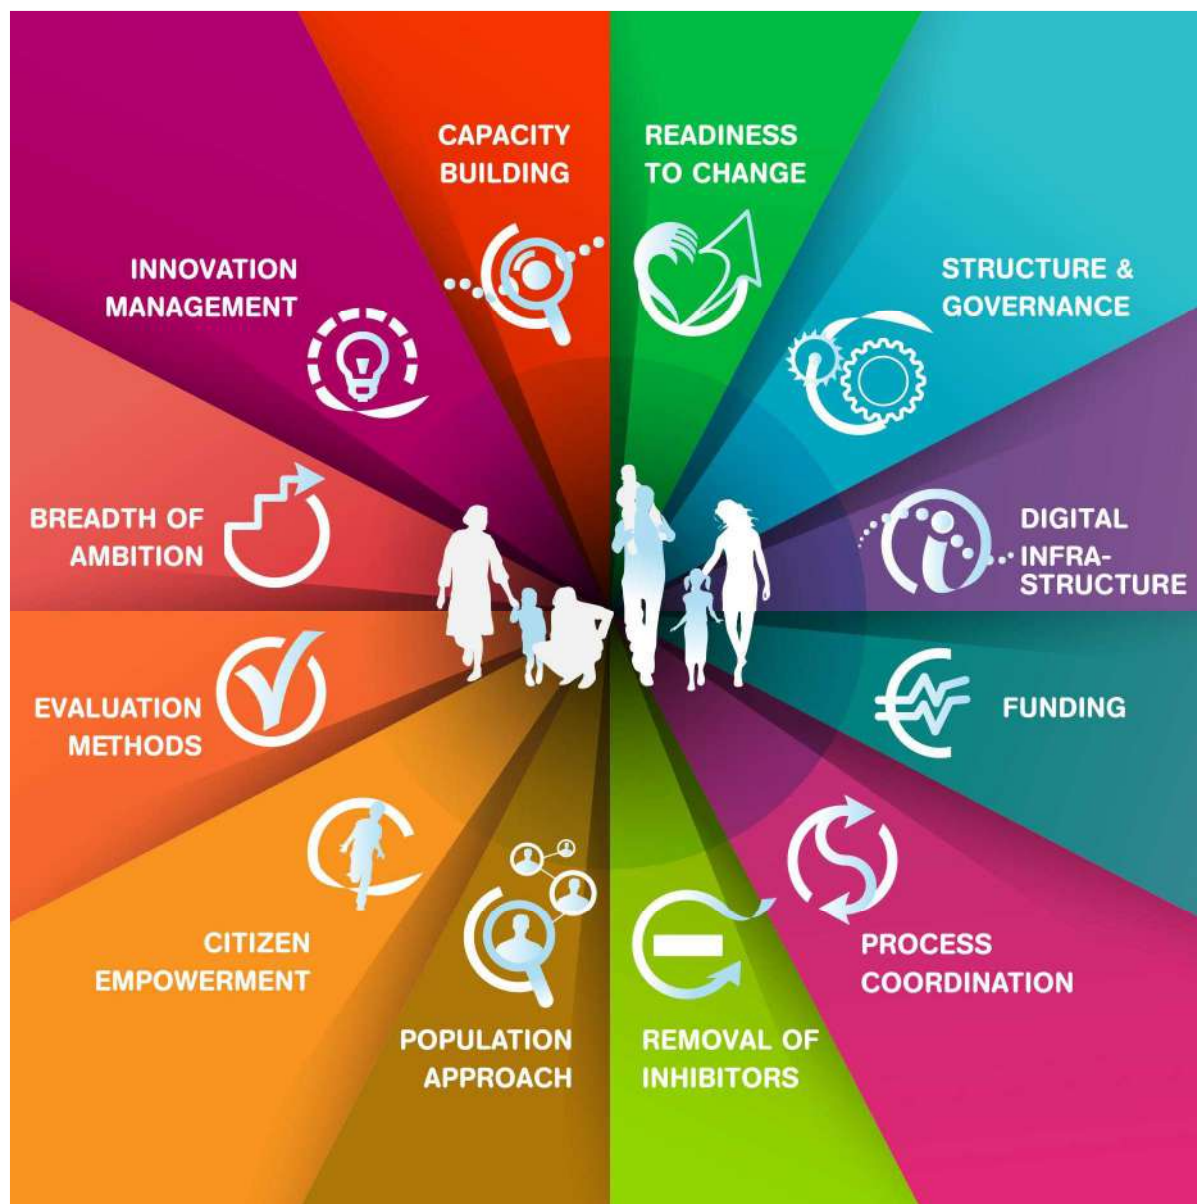 CAPACITY
BUILDING
READINESS
TO CHANGE
STRUCTURE &
GOVERNANCE
DIGITAL
INFRA-
STRUCTURE
FUNDING
PROCESS
COORDINATION
REMOVAL OF
INHIBITORS
POPULATION
APPROACH
CITIZEN
EMPOWERMENT
EVALUATION
METHODS
BREADTH OF
AMBITION
INNOVATION
MANAGEMENT